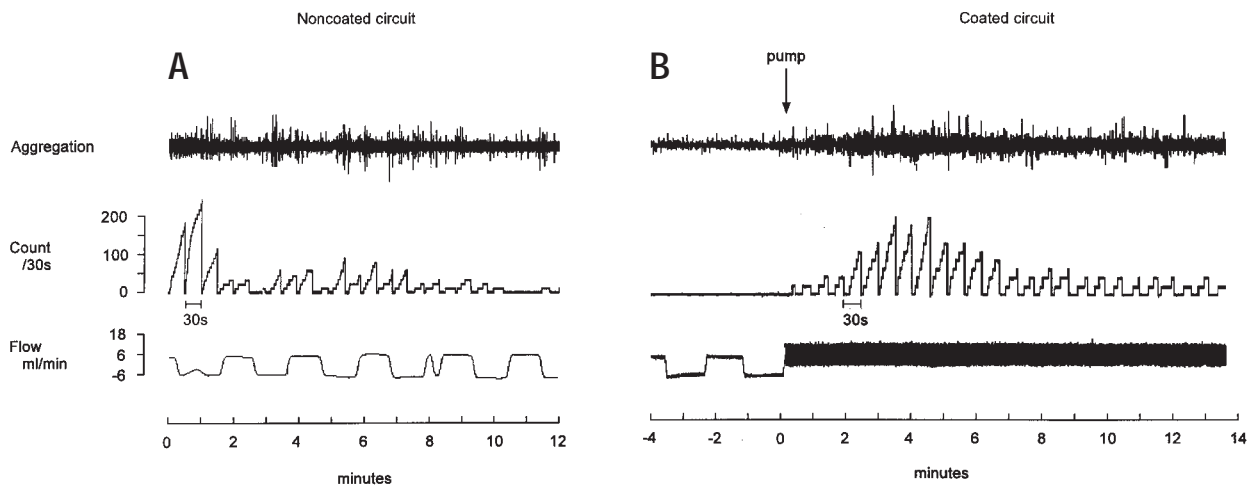 Noncoated circuit
Coated circuit
A
B
pump
Aggregation
Count
/30s
200
100
0
30s
30s
Flow
ml/min
18
6
-6
0 2 4 6 8 10 12
minutes
-4 -2 0 2 4 6 8 10 12 14
minutes